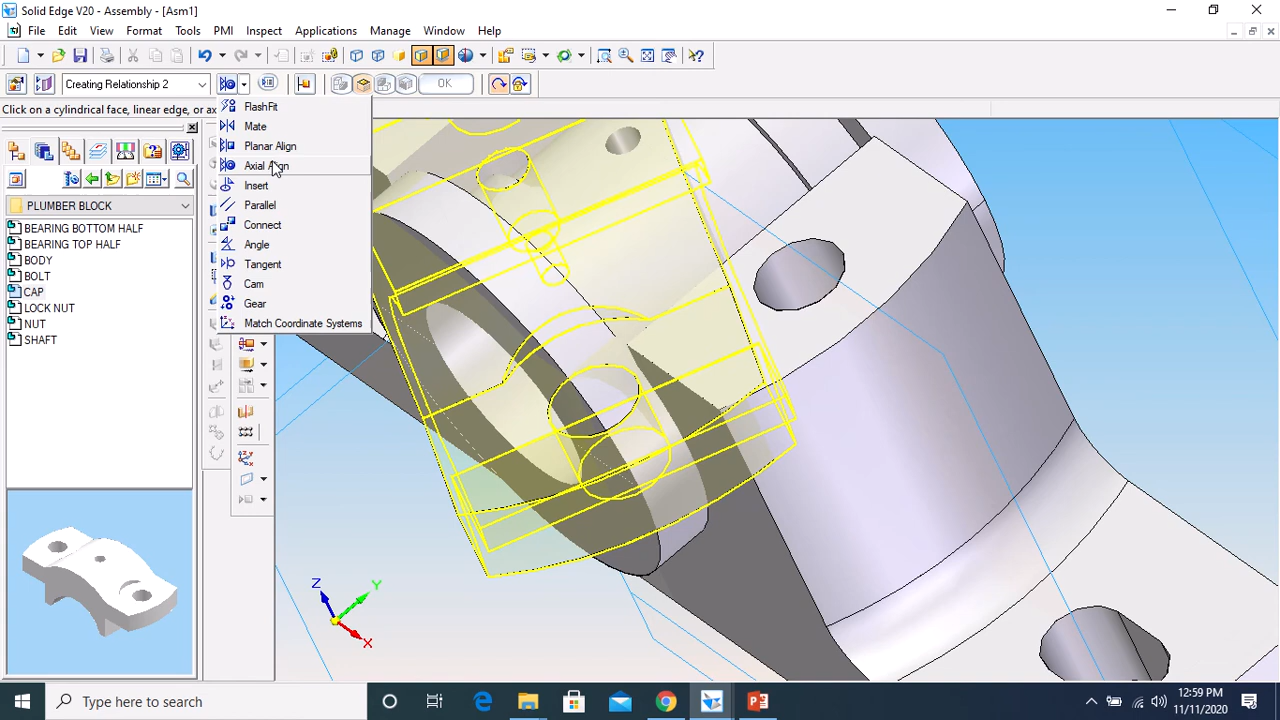 Solid Edge V20 - Assembly - [Asm1]
File Edit View Format Tools PMI Inspect Applications Manage Window Help
Creating Relationship 2
OK
Click on a cylindrical face, linear edge, or ax
FlashFit
Mate
Planar Align
Axial Align
Insert
Parallel
Connect
Angle
Tangent
Cam
Gear
Match Coordinate Systems
PLUMBER BLOCK
BEARING BOTTOM HALF
BEARING TOP HALF
BODY
BOLT
CAP
LOCK NUT
NUT
SHAFT
Z
Y
X
Type here to search
12:59 PM
11/11/2020